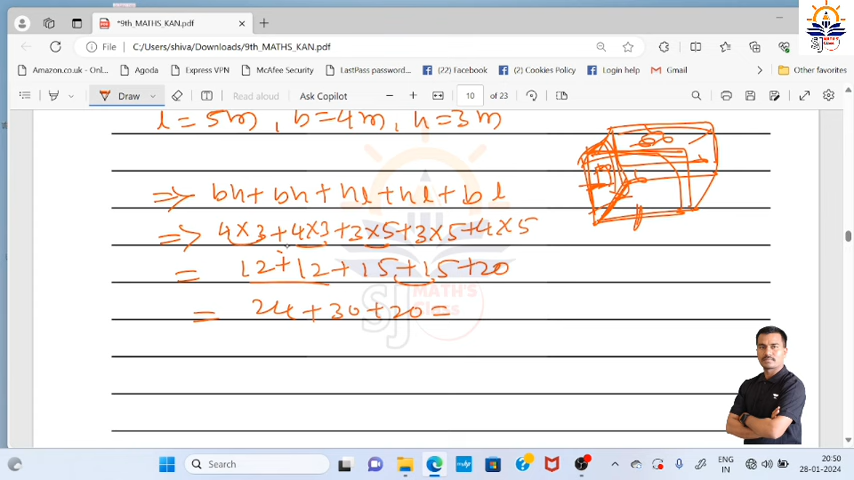 *9th_MATHS_KAN.pdf
File
C:/Users/shiva/Downloads/9th_MATHS_KAN.pdf
Amazon.co.uk - Onl...
Agoda
Express VPN
McAfee Security
LastPass password...
(22) Facebook
(2) Cookies Policy
Login help
Gmail
Other favorites
Draw
Read aloud
Ask Copilot
10 of 23
l = 5m, b = 4m, h = 3m
=> bh + bh + hl + hl + bl
=> 4×3 + 4×3 + 3×5 + 3×5 + 4×5
= 12 + 12 + 15 + 15 + 20
= 24 + 30 + 20 =
SJ MATH'S
Search
ENG
IN
20:50
28-01-2024